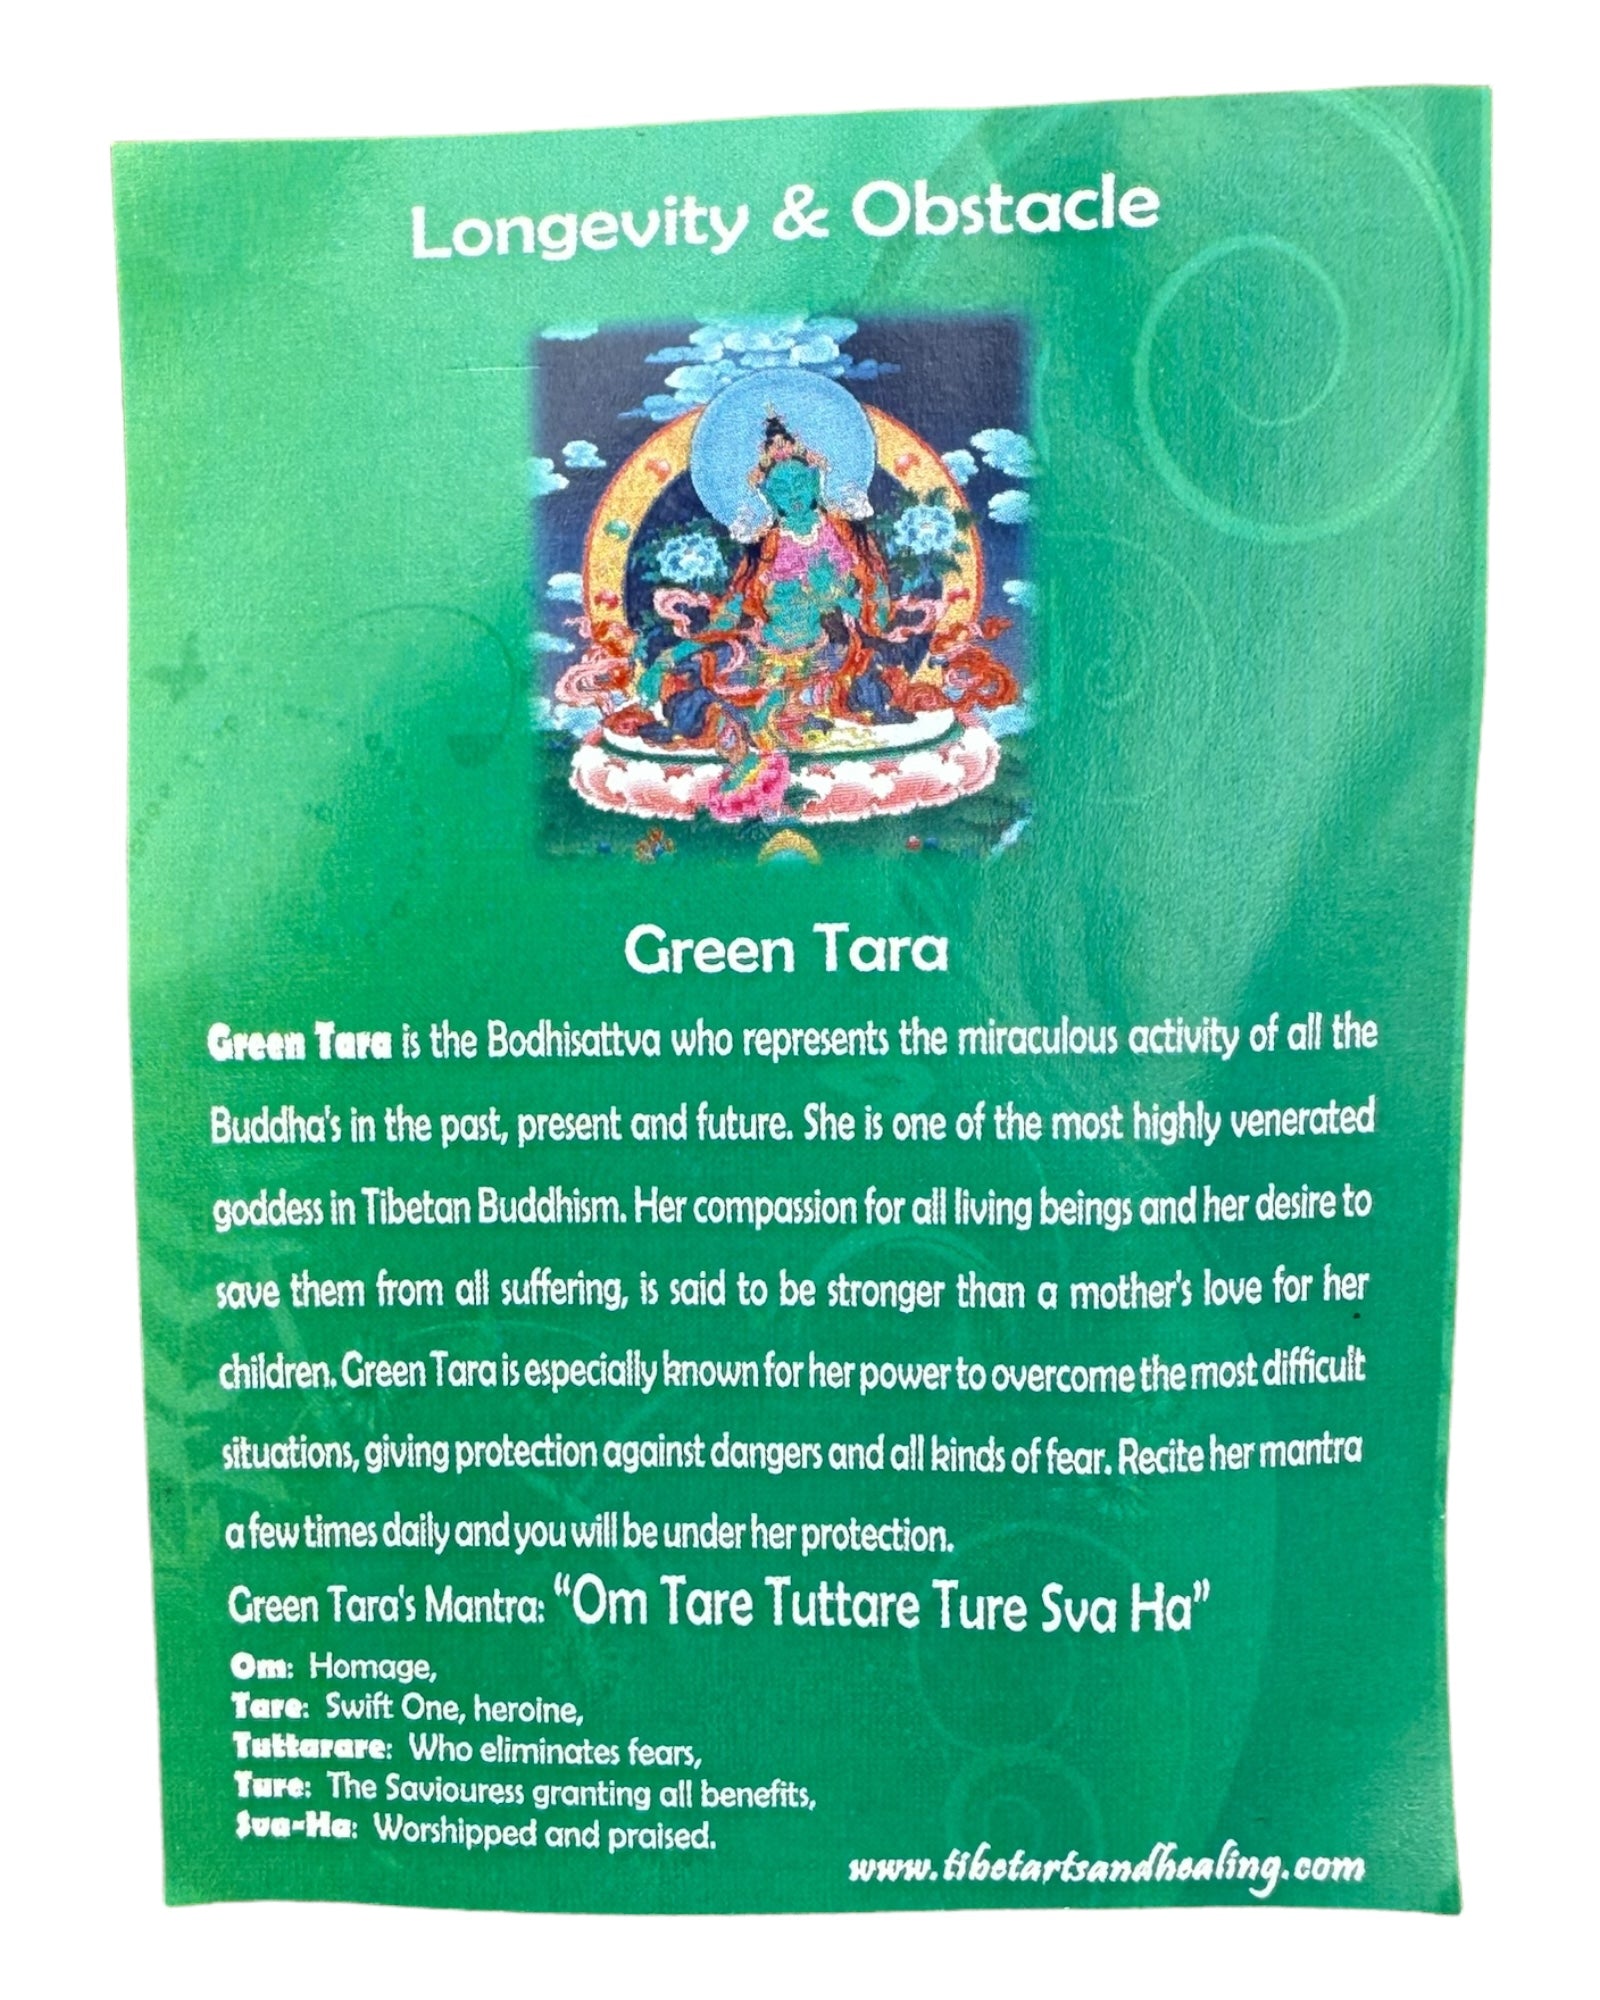 Longevity & Obstacle
Green Tara
Green Tara is the Bodhisattva who represents the miraculous activity of all the
Buddha's in the past, present and future. She is one of the most highly venerated
goddess in Tibetan Buddhism. Her compassion for all living beings and her desire to
save them from all suffering, is said to be stronger than a mother's love for her
children. Green Tara is especially known for her power to overcome the most difficult
situations, giving protection against dangers and all kinds of fear. Recite her mantra
a few times daily and you will be under her protection.
Green Tara's Mantra: “Om Tare Tuttare Ture Sva Ha”
Om: Homage,
Tare: Swift One, heroine,
Tuttarare: Who eliminates fears,
Ture: The Saviouress granting all benefits,
Sva-Ha: Worshipped and praised.
www.tibetartsandhealing.com